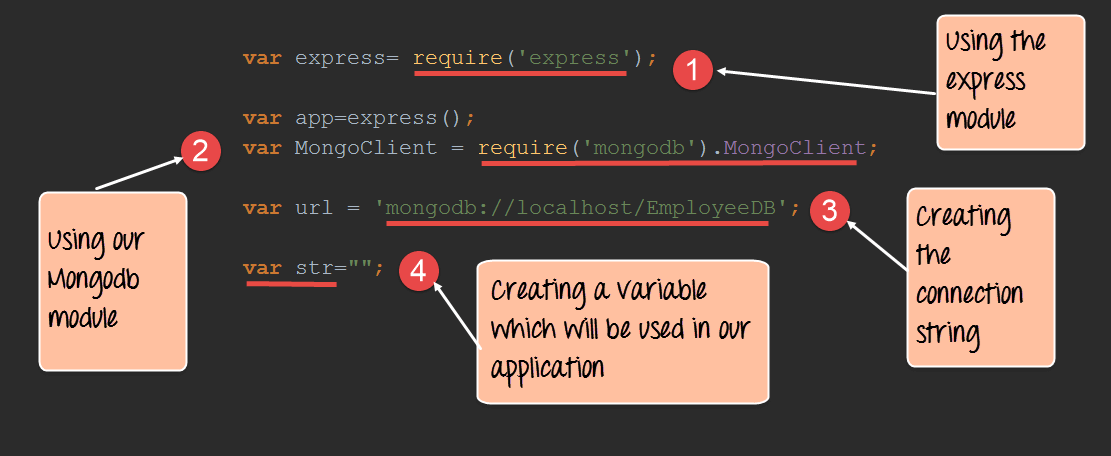 var express= require('express');
1
Using the
express
module
var app=express();
2
var MongoClient = require('mongodb').MongoClient;
Using our
Mongodb
module
var url = 'mongodb://localhost/EmployeeDB';
3
Creating
the
connection
string
var str="";
4
Creating a variable
which will be used in our
application